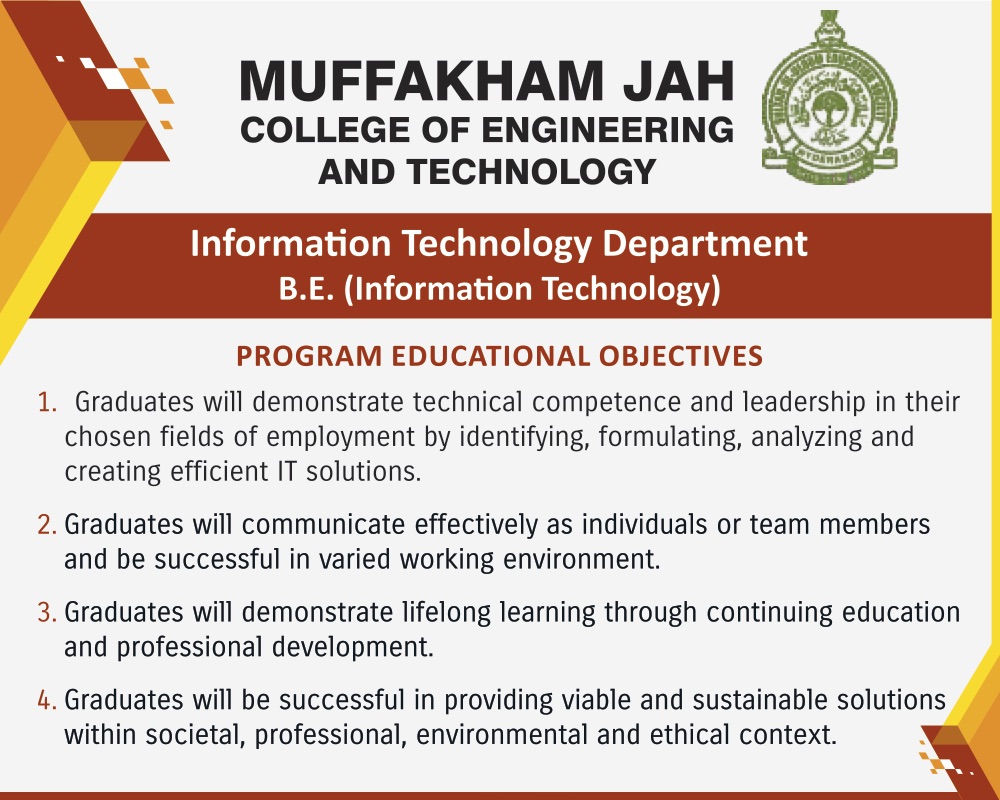 MUFFAKHAM JAH
COLLEGE OF ENGINEERING
AND TECHNOLOGY
HYDERABAD
Information Technology Department
B.E. (Information Technology)
PROGRAM EDUCATIONAL OBJECTIVES
1. Graduates will demonstrate technical competence and leadership in their
chosen fields of employment by identifying, formulating, analyzing and
creating efficient IT solutions.
2. Graduates will communicate effectively as individuals or team members
and be successful in varied working environment.
3. Graduates will demonstrate lifelong learning through continuing education
and professional development.
4. Graduates will be successful in providing viable and sustainable solutions
within societal, professional, environmental and ethical context.